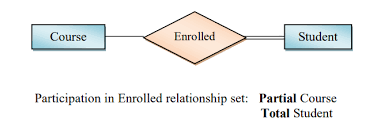 Course Enrolled Student
Participation in Enrolled relationship set: Partial Course
Total Student